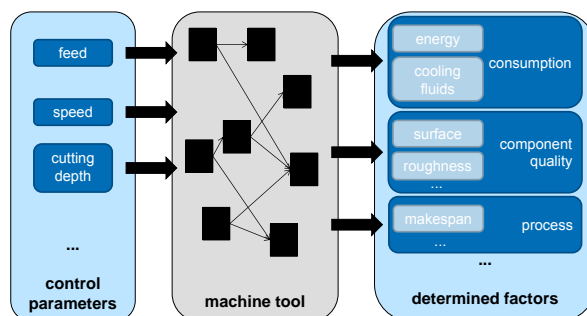 feed
speed
cutting
depth
...
control
parameters
machine tool
energy
cooling
fluids
consumption
surface
roughness
...
component
quality
makespan
...
process
...
determined factors